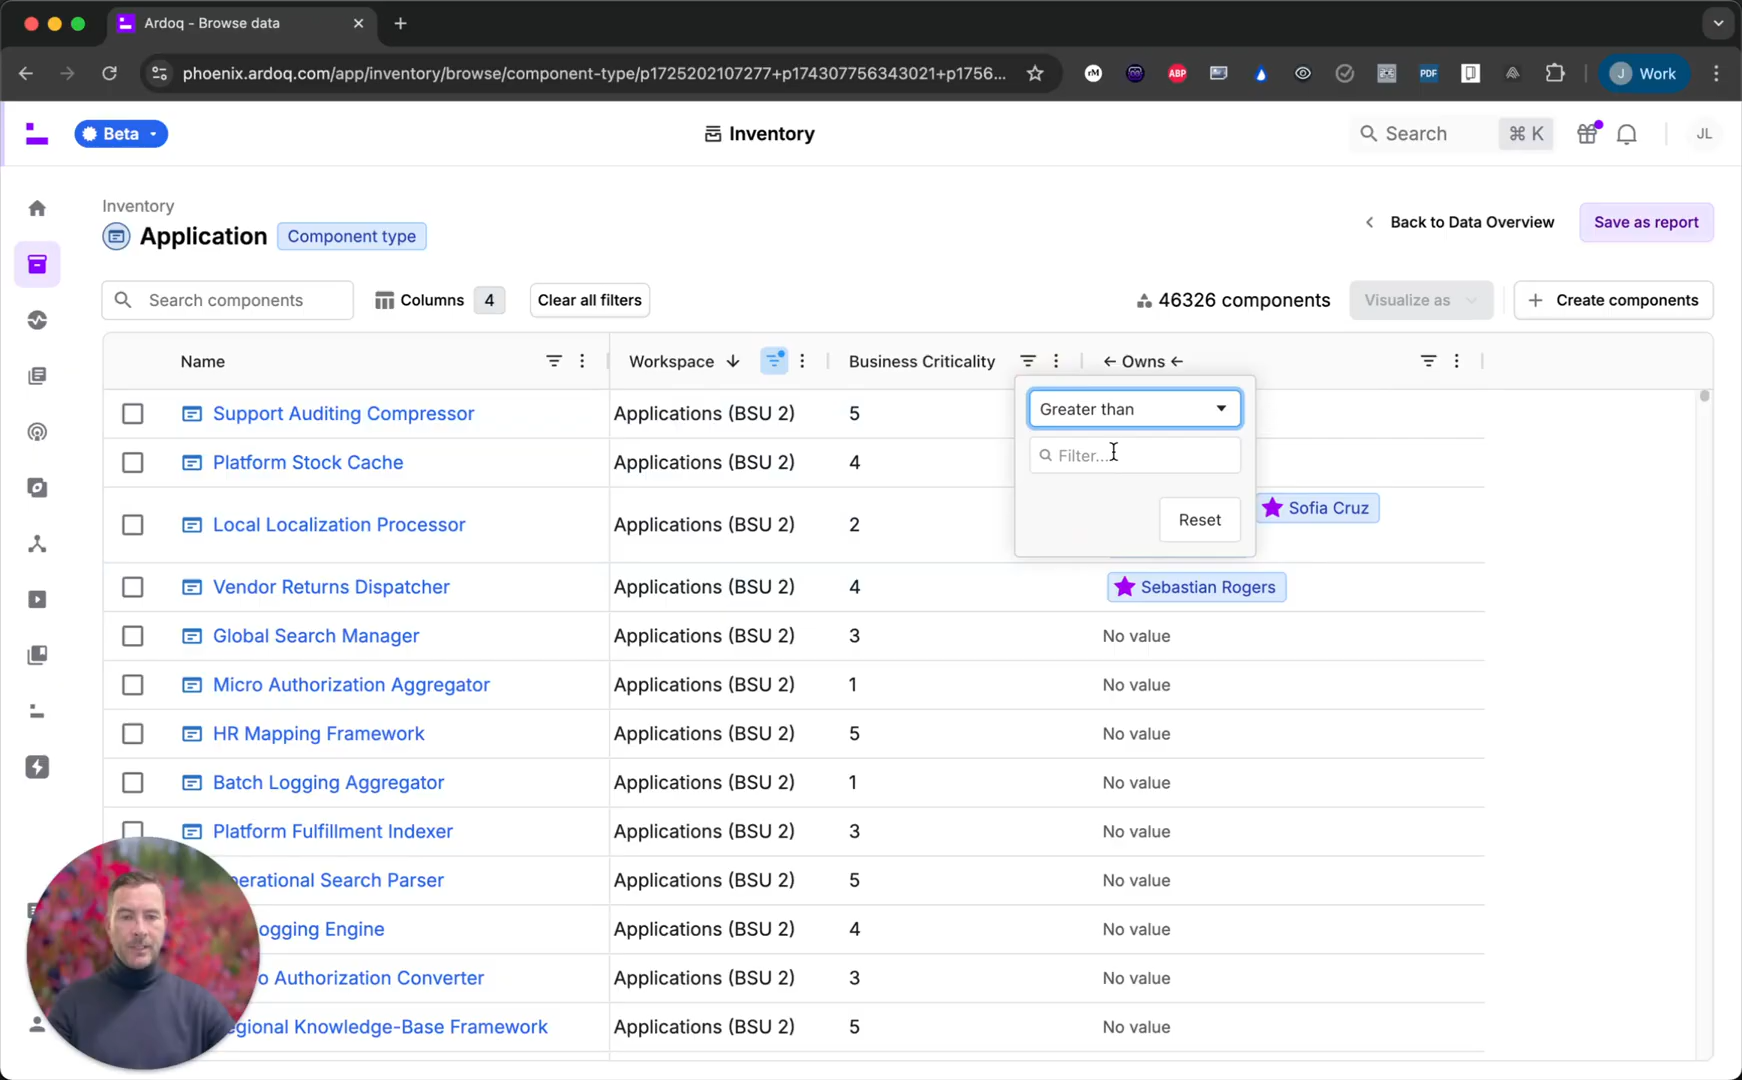 Ardoq - Browse data
phoenix.ardoq.com/app/inventory/browse/component-type/p1725202107277+p174307756343021+p1756...
rM
ABP
PDF
J Work
Beta
Inventory
Search
⌘ K
JL
Inventory
Application
Component type
Back to Data Overview
Save as report
Search components
Columns 4
Clear all filters
46326 components
Visualize as
Create components
Name
Workspace
Business Criticality
← Owns ←
Greater than
Filter...
Reset
Support Auditing Compressor Applications (BSU 2) 5
Platform Stock Cache Applications (BSU 2) 4
Local Localization Processor Applications (BSU 2) 2 Sofia Cruz
Vendor Returns Dispatcher Applications (BSU 2) 4 Sebastian Rogers
Global Search Manager Applications (BSU 2) 3 No value
Micro Authorization Aggregator Applications (BSU 2) 1 No value
HR Mapping Framework Applications (BSU 2) 5 No value
Batch Logging Aggregator Applications (BSU 2) 1 No value
Platform Fulfillment Indexer Applications (BSU 2) 3 No value
perational Search Parser Applications (BSU 2) 5 No value
ogging Engine Applications (BSU 2) 4 No value
o Authorization Converter Applications (BSU 2) 3 No value
egional Knowledge-Base Framework Applications (BSU 2) 5 No value